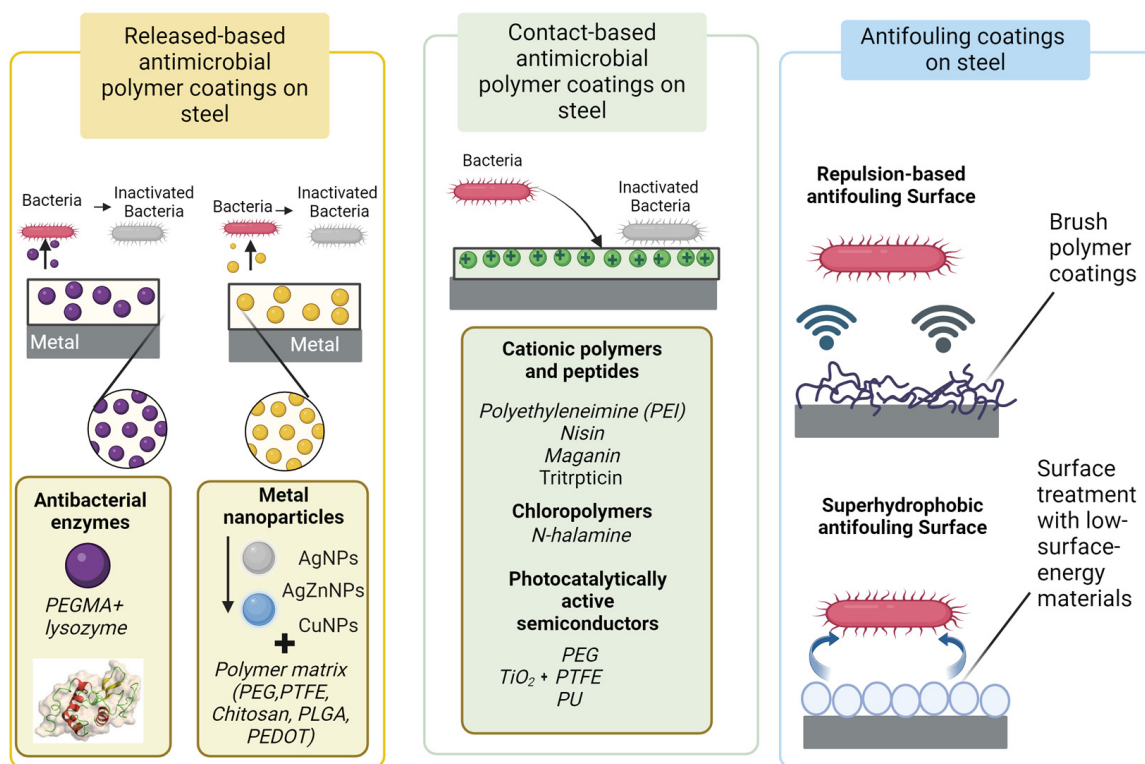 Released-based
antimicrobial
polymer coatings on
steel
Bacteria
Inactivated
Bacteria
Bacteria
Inactivated
Bacteria
Metal
Metal
Antibacterial
enzymes
PEGMA+
lysozyme
Metal
nanoparticles
AgNPs
AgZnNPs
CuNPs
+
Polymer matrix
(PEG,PTFE,
Chitosan, PLGA,
PEDOT)
Contact-based
antimicrobial
polymer coatings on
steel
Bacteria
Inactivated
Bacteria
+ + + + + + + + + + +
Cationic polymers
and peptides
Polyethyleneimine (PEI)
Nisin
Maganin
Tritrpticin
Chloropolymers
N-halamine
Photocatalytically
active
semiconductors
PEG
TiO₂ + PTFE
PU
Antifouling coatings
on steel
Repulsion-based
antifouling Surface
Brush
polymer
coatings
Superhydrophobic
antifouling Surface
Surface
treatment
with low-
surface-
energy
materials